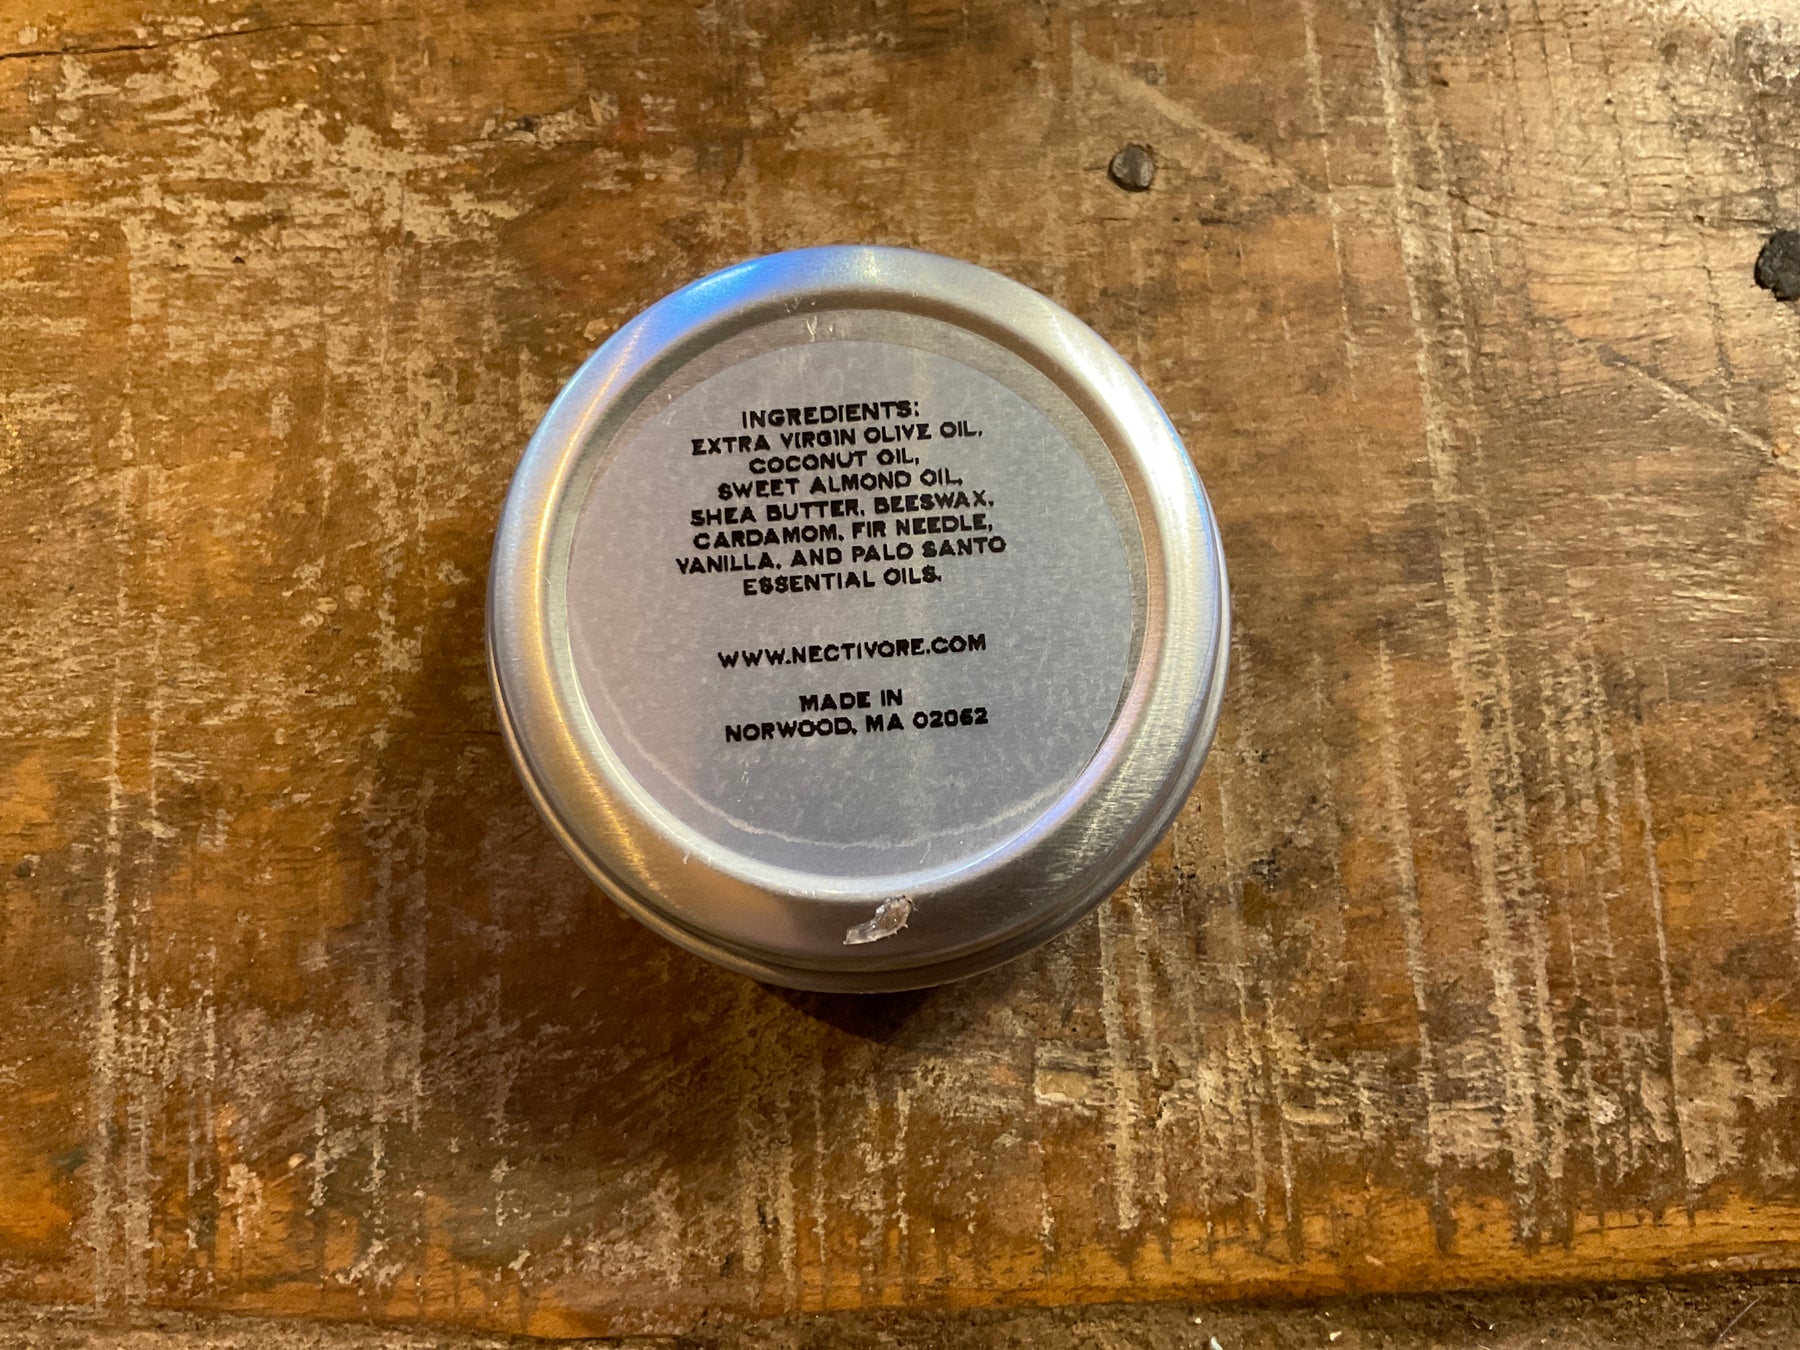 INGREDIENTS:
EXTRA VIRGIN OLIVE OIL,
COCONUT OIL,
SWEET ALMOND OIL,
SHEA BUTTER, BEESWAX,
CARDAMOM, FIR NEEDLE,
VANILLA, AND PALO SANTO
ESSENTIAL OILS.
WWW.NECTIVORE.COM
MADE IN
NORWOOD, MA 02062